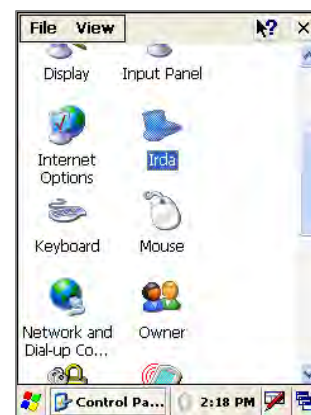 File View
?
×
Display Input Panel
Internet Irda
Options
Keyboard Mouse
Network and Owner
Dial-up Co...
Control Pa... 2:18 PM